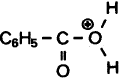 H
⊕
C₆H₅ – C – O
‖
O
H